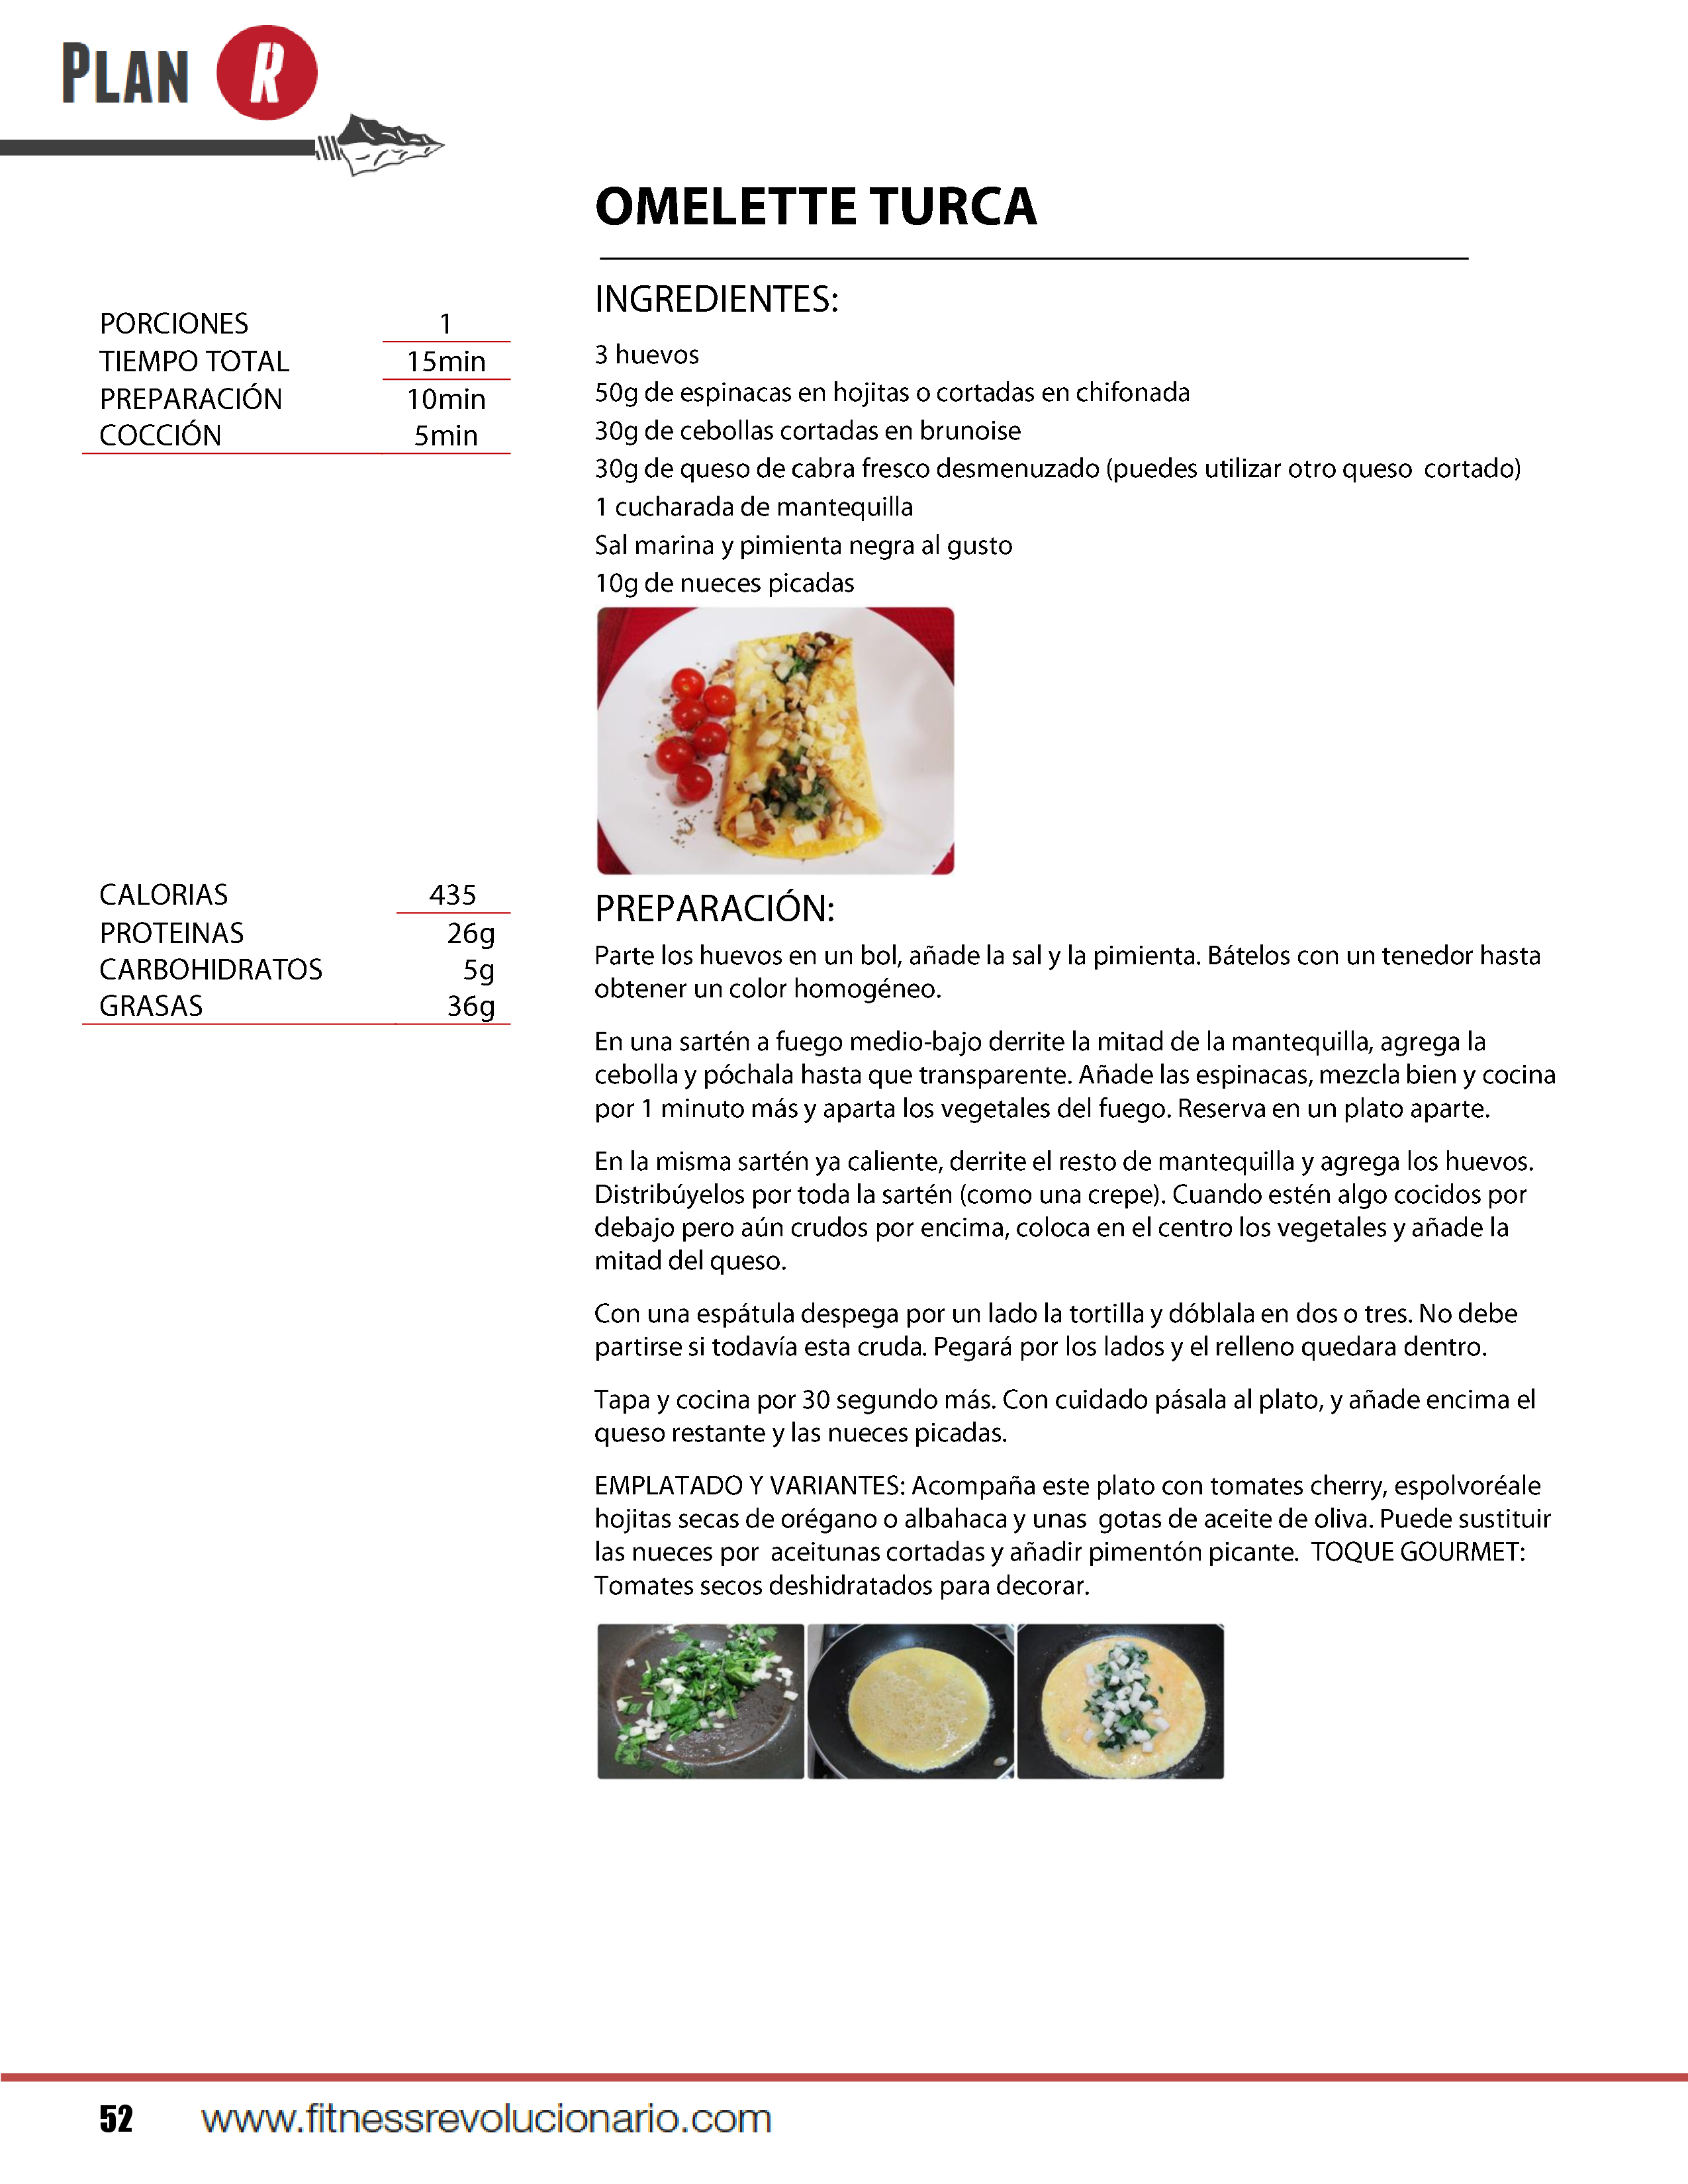 PLAN R
OMELETTE TURCA
PORCIONES 1
TIEMPO TOTAL 15min
PREPARACIÓN 10min
COCCIÓN 5min
INGREDIENTES:
3 huevos
50g de espinacas en hojitas o cortadas en chifonada
30g de cebollas cortadas en brunoise
30g de queso de cabra fresco desmenuzado (puedes utilizar otro queso cortado)
1 cucharada de mantequilla
Sal marina y pimienta negra al gusto
10g de nueces picadas
CALORIAS 435
PROTEINAS 26g
CARBOHIDRATOS 5g
GRASAS 36g
PREPARACIÓN:
Parte los huevos en un bol, añade la sal y la pimienta. Bátelos con un tenedor hasta
obtener un color homogéneo.
En una sartén a fuego medio-bajo derrite la mitad de la mantequilla, agrega la
cebolla y póchala hasta que transparente. Añade las espinacas, mezcla bien y cocina
por 1 minuto más y aparta los vegetales del fuego. Reserva en un plato aparte.
En la misma sartén ya caliente, derrite el resto de mantequilla y agrega los huevos.
Distribúyelos por toda la sartén (como una crepe). Cuando estén algo cocidos por
debajo pero aún crudos por encima, coloca en el centro los vegetales y añade la
mitad del queso.
Con una espátula despega por un lado la tortilla y dóblala en dos o tres. No debe
partirse si todavía esta cruda. Pegará por los lados y el relleno quedara dentro.
Tapa y cocina por 30 segundo más. Con cuidado pásala al plato, y añade encima el
queso restante y las nueces picadas.
EMPLATADO Y VARIANTES: Acompaña este plato con tomates cherry, espolvoréale
hojitas secas de orégano o albahaca y unas gotas de aceite de oliva. Puede sustituir
las nueces por aceitunas cortadas y añadir pimentón picante. TOQUE GOURMET:
Tomates secos deshidratados para decorar.
52 www.fitnessrevolucionario.com